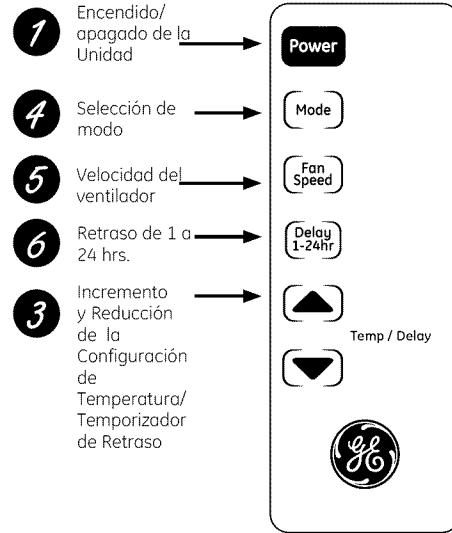 1
Encendido/
apagado de la
Unidad
Power
4
Selección de
modo
Mode
5
Velocidad del
ventilador
Fan
Speed
6
Retraso de 1 a
24 hrs.
Delay
1-24hr
3
Incremento
y Reducción
de la
Configuración
de
Temperatura/
Temporizador
de Retraso
Temp / Delay
GE